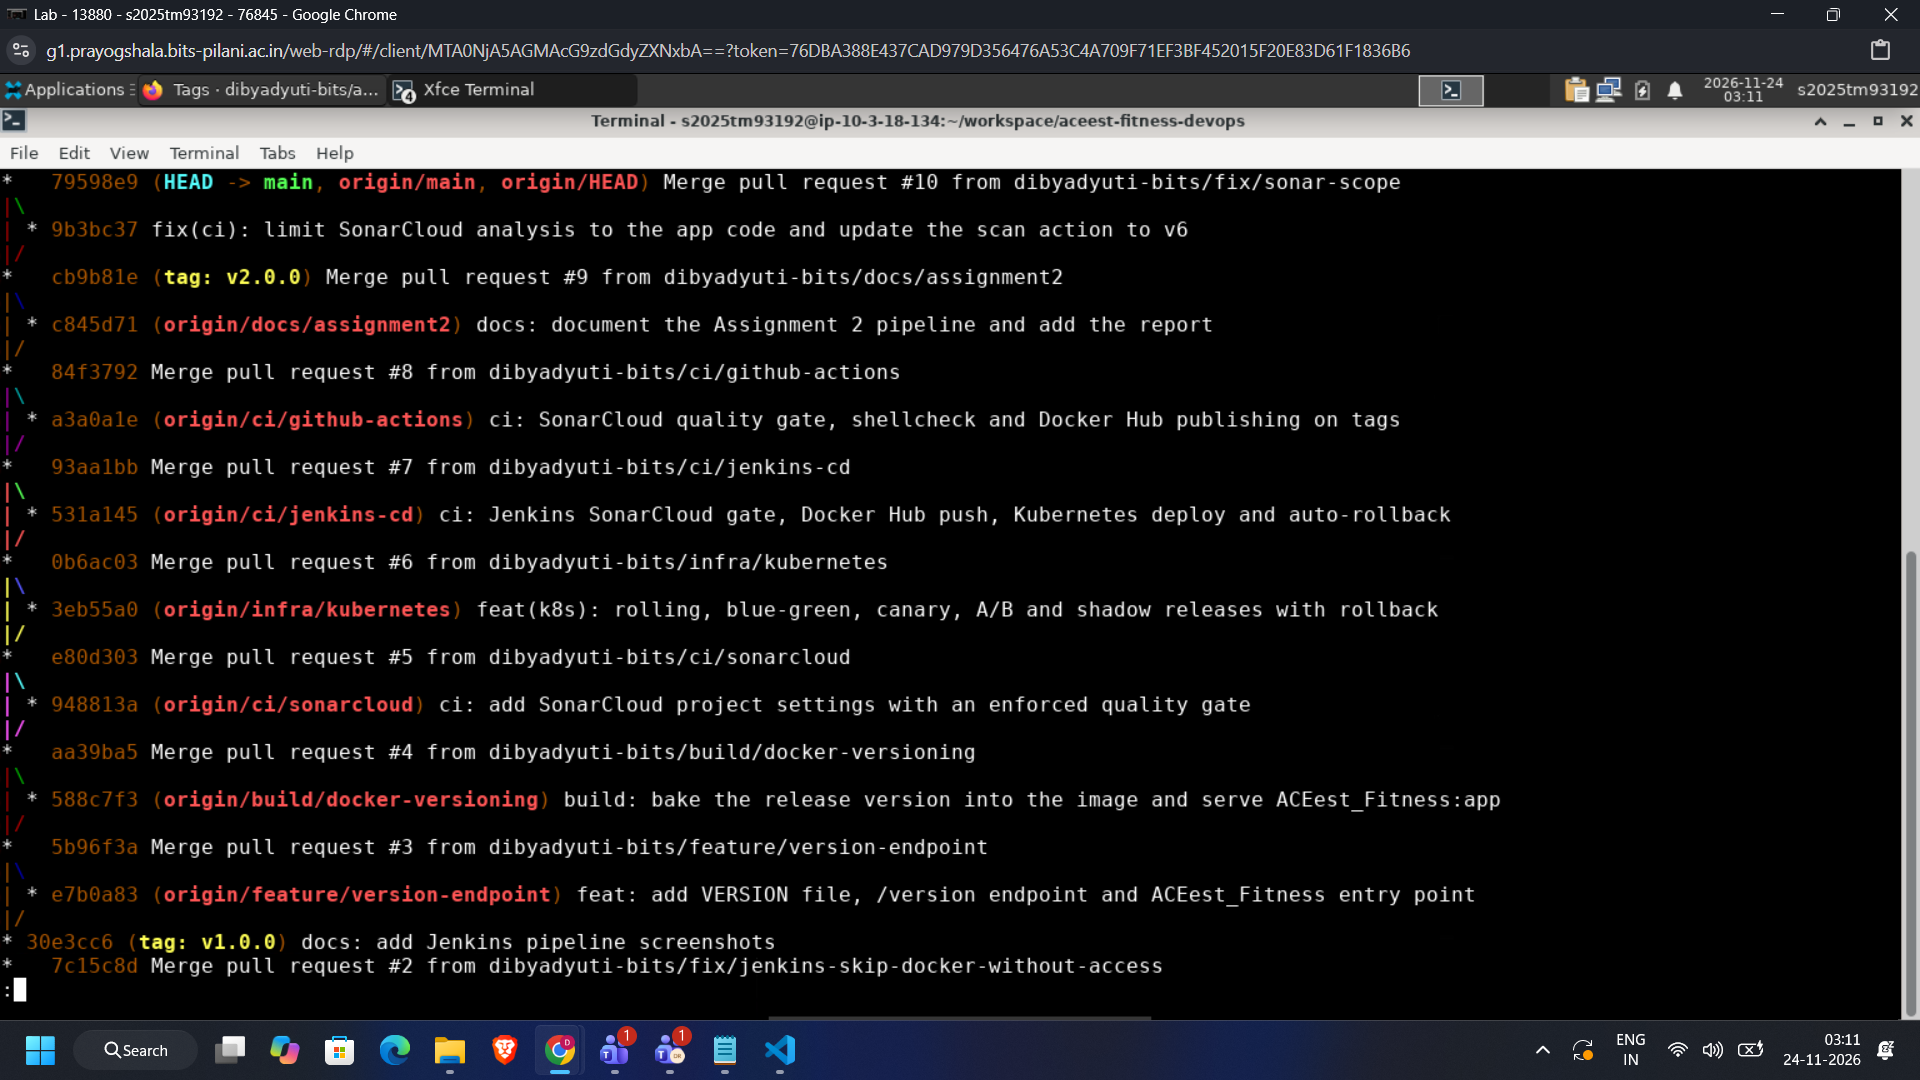 Lab - 13880 - s2025tm93192 - 76845 - Google Chrome
g1.prayogshala.bits-pilani.ac.in/web-rdp/#/client/MTA0NjA5AGMAcG9zdGdyZXNxbA==?token=76DBA388E437CAD979D356476A53C4A709F71EF3BF452015F20E83D61F1836B6
Applications Tags · dibyadyuti-bits/a... 4 Xfce Terminal 2026-11-24 03:11 s2025tm93192
Terminal - s2025tm93192@ip-10-3-18-134:~/workspace/aceest-fitness-devops
File Edit View Terminal Tabs Help
*   79598e9 (HEAD -> main, origin/main, origin/HEAD) Merge pull request #10 from dibyadyuti-bits/fix/sonar-scope
|\
| * 9b3bc37 fix(ci): limit SonarCloud analysis to the app code and update the scan action to v6
|/
*   cb9b81e (tag: v2.0.0) Merge pull request #9 from dibyadyuti-bits/docs/assignment2
|\
| * c845d71 (origin/docs/assignment2) docs: document the Assignment 2 pipeline and add the report
|/
*   84f3792 Merge pull request #8 from dibyadyuti-bits/ci/github-actions
|\
| * a3a0a1e (origin/ci/github-actions) ci: SonarCloud quality gate, shellcheck and Docker Hub publishing on tags
|/
*   93aa1bb Merge pull request #7 from dibyadyuti-bits/ci/jenkins-cd
|\
| * 531a145 (origin/ci/jenkins-cd) ci: Jenkins SonarCloud gate, Docker Hub push, Kubernetes deploy and auto-rollback
|/
*   0b6ac03 Merge pull request #6 from dibyadyuti-bits/infra/kubernetes
|\
| * 3eb55a0 (origin/infra/kubernetes) feat(k8s): rolling, blue-green, canary, A/B and shadow releases with rollback
|/
*   e80d303 Merge pull request #5 from dibyadyuti-bits/ci/sonarcloud
|\
| * 948813a (origin/ci/sonarcloud) ci: add SonarCloud project settings with an enforced quality gate
|/
*   aa39ba5 Merge pull request #4 from dibyadyuti-bits/build/docker-versioning
|\
| * 588c7f3 (origin/build/docker-versioning) build: bake the release version into the image and serve ACEest_Fitness:app
|/
*   5b96f3a Merge pull request #3 from dibyadyuti-bits/feature/version-endpoint
|\
| * e7b0a83 (origin/feature/version-endpoint) feat: add VERSION file, /version endpoint and ACEest_Fitness entry point
|/
* 30e3cc6 (tag: v1.0.0) docs: add Jenkins pipeline screenshots
*   7c15c8d Merge pull request #2 from dibyadyuti-bits/fix/jenkins-skip-docker-without-access
:
Search 1 1 ENG IN 03:11 24-11-2026